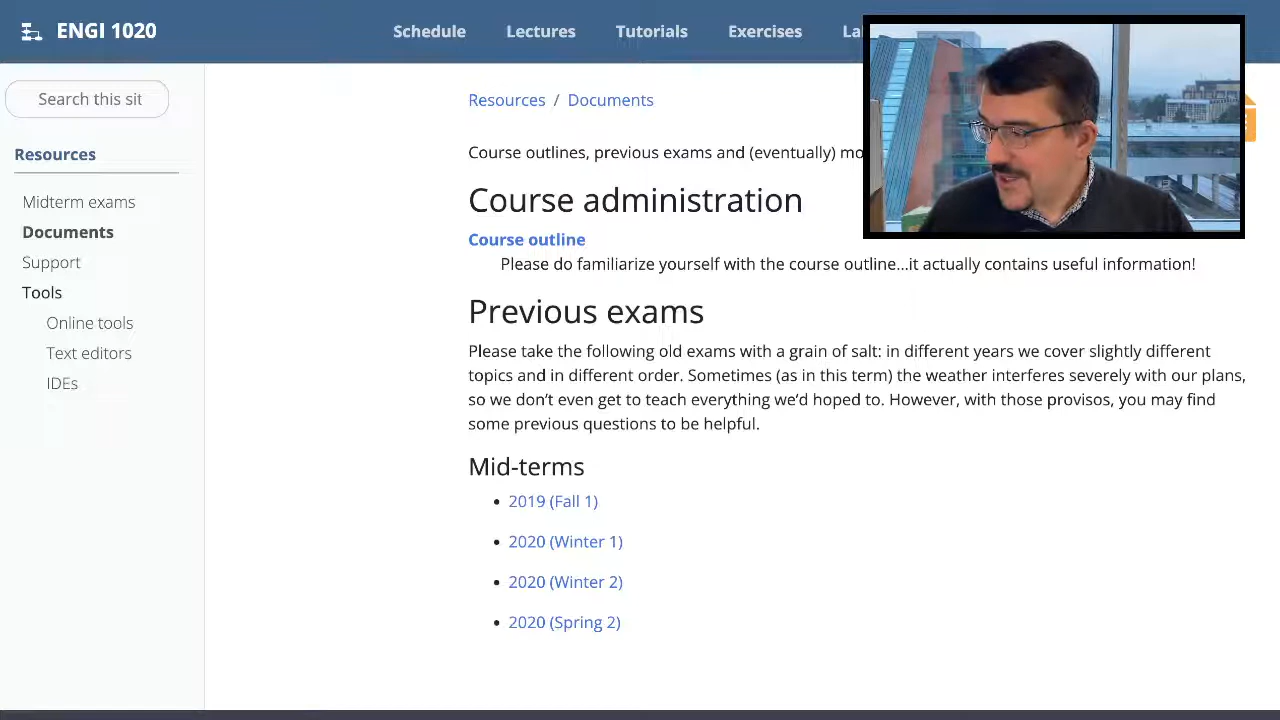 ENGI 1020
Schedule
Lectures
Tutorials
Exercises
Search this sit
Resources
Midterm exams
Documents
Support
Tools
Online tools
Text editors
IDEs
Resources / Documents
Course outlines, previous exams and (eventually)
Course administration
Course outline
Please do familiarize yourself with the course outline...it actually contains useful information!
Previous exams
Please take the following old exams with a grain of salt: in different years we cover slightly different
topics and in different order. Sometimes (as in this term) the weather interferes severely with our plans,
so we don't even get to teach everything we'd hoped to. However, with those provisos, you may find
some previous questions to be helpful.
Mid-terms
2019 (Fall 1)
2020 (Winter 1)
2020 (Winter 2)
2020 (Spring 2)